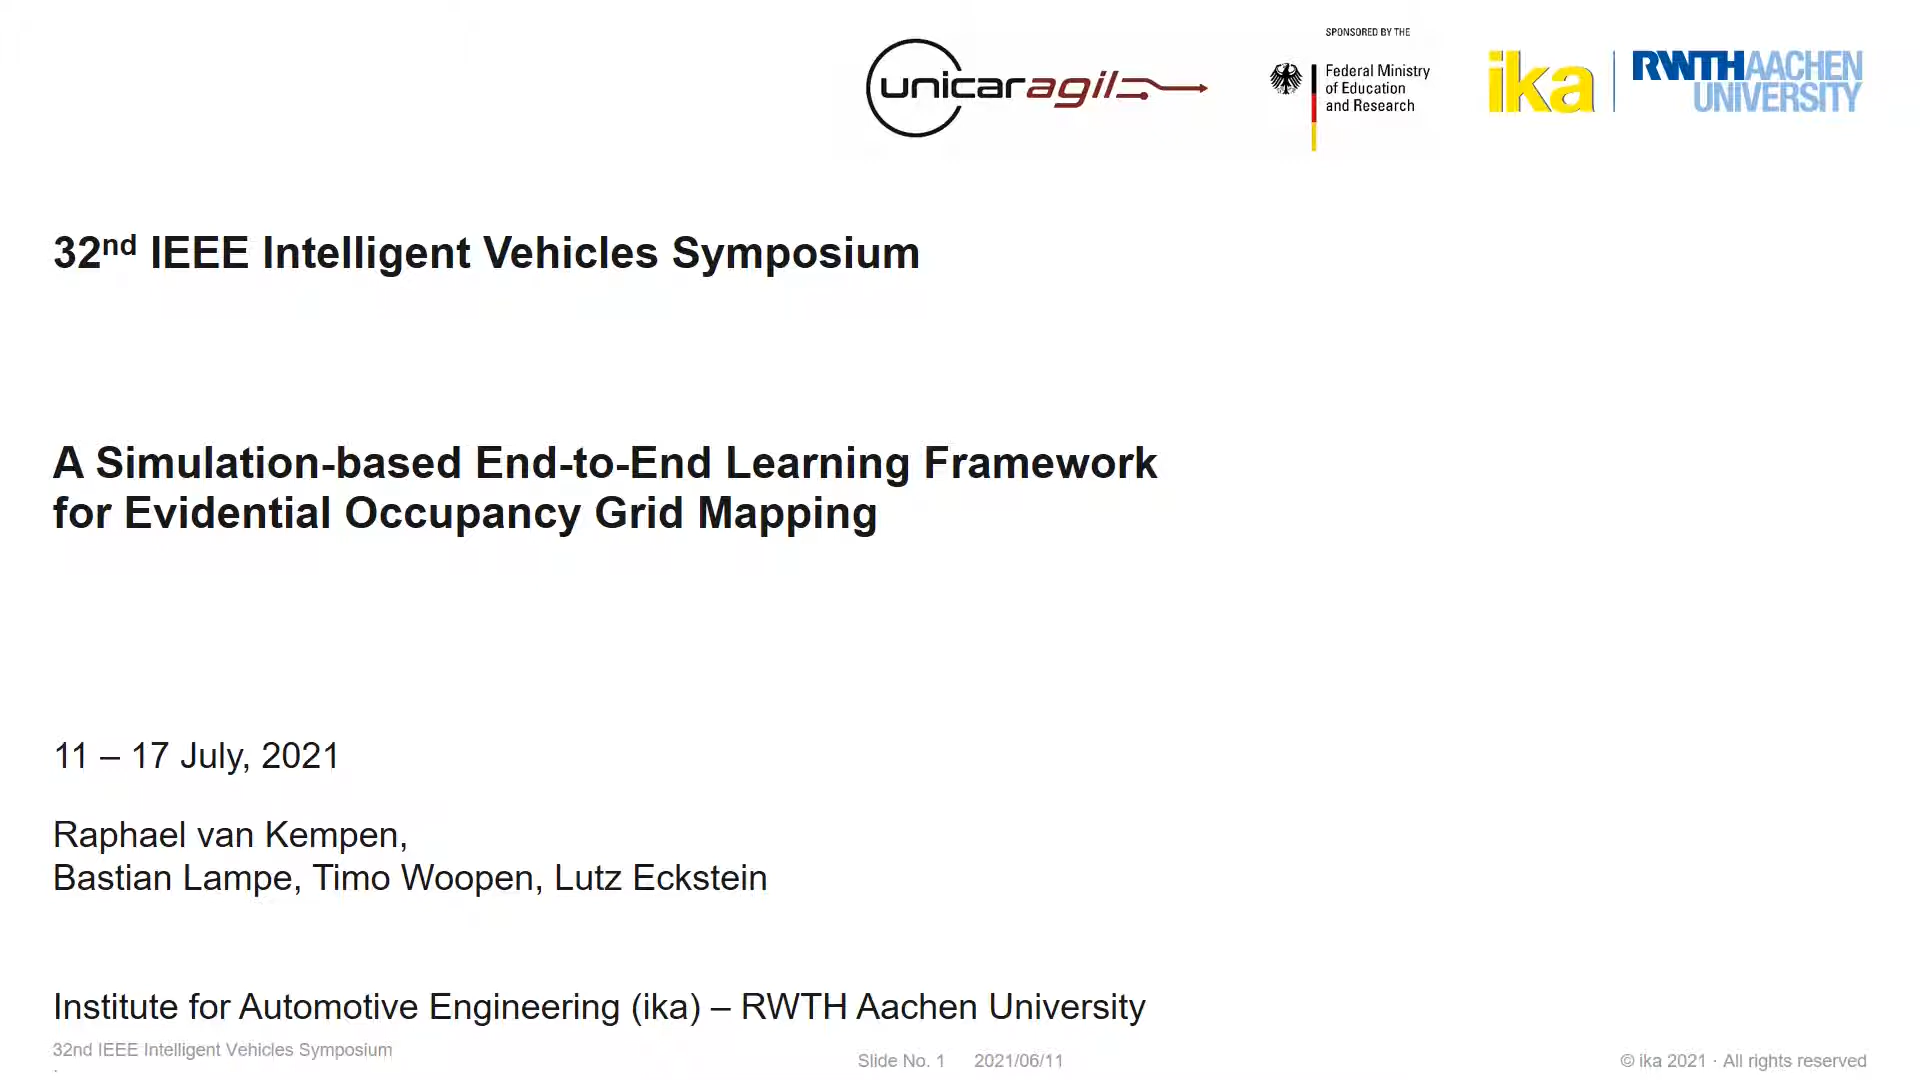 unicaragil
SPONSORED BY THE
Federal Ministry
of Education
and Research
ika
RWTHAACHEN
UNIVERSITY
32nd IEEE Intelligent Vehicles Symposium
A Simulation-based End-to-End Learning Framework
for Evidential Occupancy Grid Mapping
11 – 17 July, 2021
Raphael van Kempen,
Bastian Lampe, Timo Woopen, Lutz Eckstein
Institute for Automotive Engineering (ika) – RWTH Aachen University
32nd IEEE Intelligent Vehicles Symposium
Slide No. 1 2021/06/11
© ika 2021 · All rights reserved